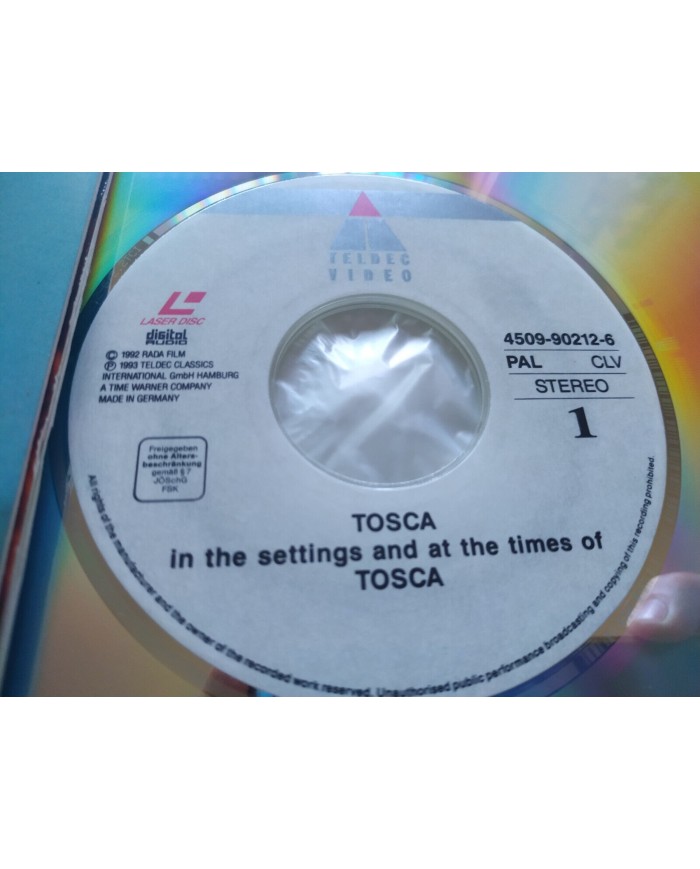 TELDEC
VIDEO
LASER DISC
digital
AUDIO
© 1992 RADA FILM
℗ 1993 TELDEC CLASSICS
INTERNATIONAL GmbH HAMBURG
A TIME WARNER COMPANY
MADE IN GERMANY
4509-90212-6
PAL CLV
STEREO
1
Freigegeben
ohne Alters-
beschränkung
gemäß § 7
JÖSchG
FSK
TOSCA
in the settings and at the times of
TOSCA
All rights of the manufacturer and the owner of the recorded work reserved. Unauthorised public performance broadcasting and copying of this recording prohibited.